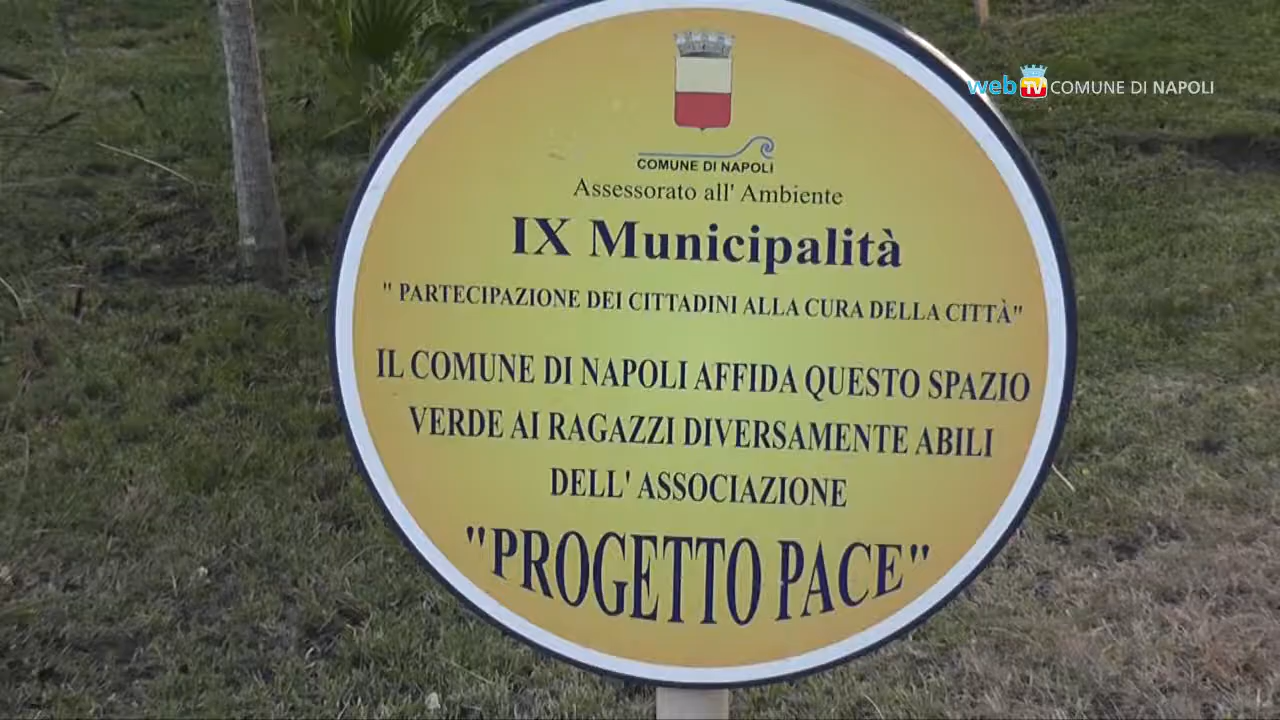 web TV COMUNE DI NAPOLI
COMUNE DI NAPOLI
Assessorato all' Ambiente
IX Municipalità
" PARTECIPAZIONE DEI CITTADINI ALLA CURA DELLA CITTÀ"
IL COMUNE DI NAPOLI AFFIDA QUESTO SPAZIO
VERDE AI RAGAZZI DIVERSAMENTE ABILI
DELL' ASSOCIAZIONE
"PROGETTO PACE"